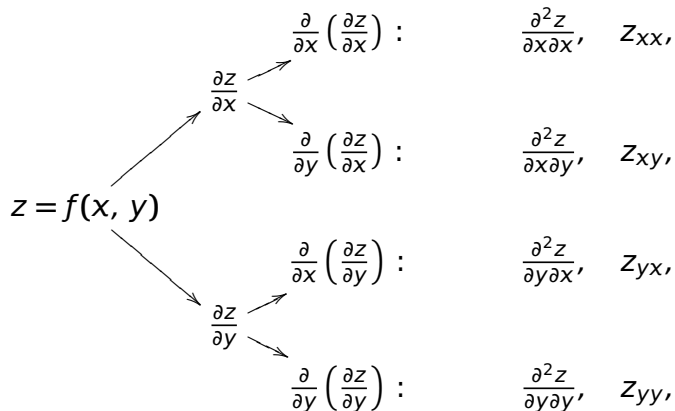 ∂/∂x (∂z/∂x) : ∂²z/∂x∂x, z_xx,
∂z/∂x
∂/∂y (∂z/∂x) : ∂²z/∂x∂y, z_xy,
z = f(x, y)
∂/∂x (∂z/∂y) : ∂²z/∂y∂x, z_yx,
∂z/∂y
∂/∂y (∂z/∂y) : ∂²z/∂y∂y, z_yy,